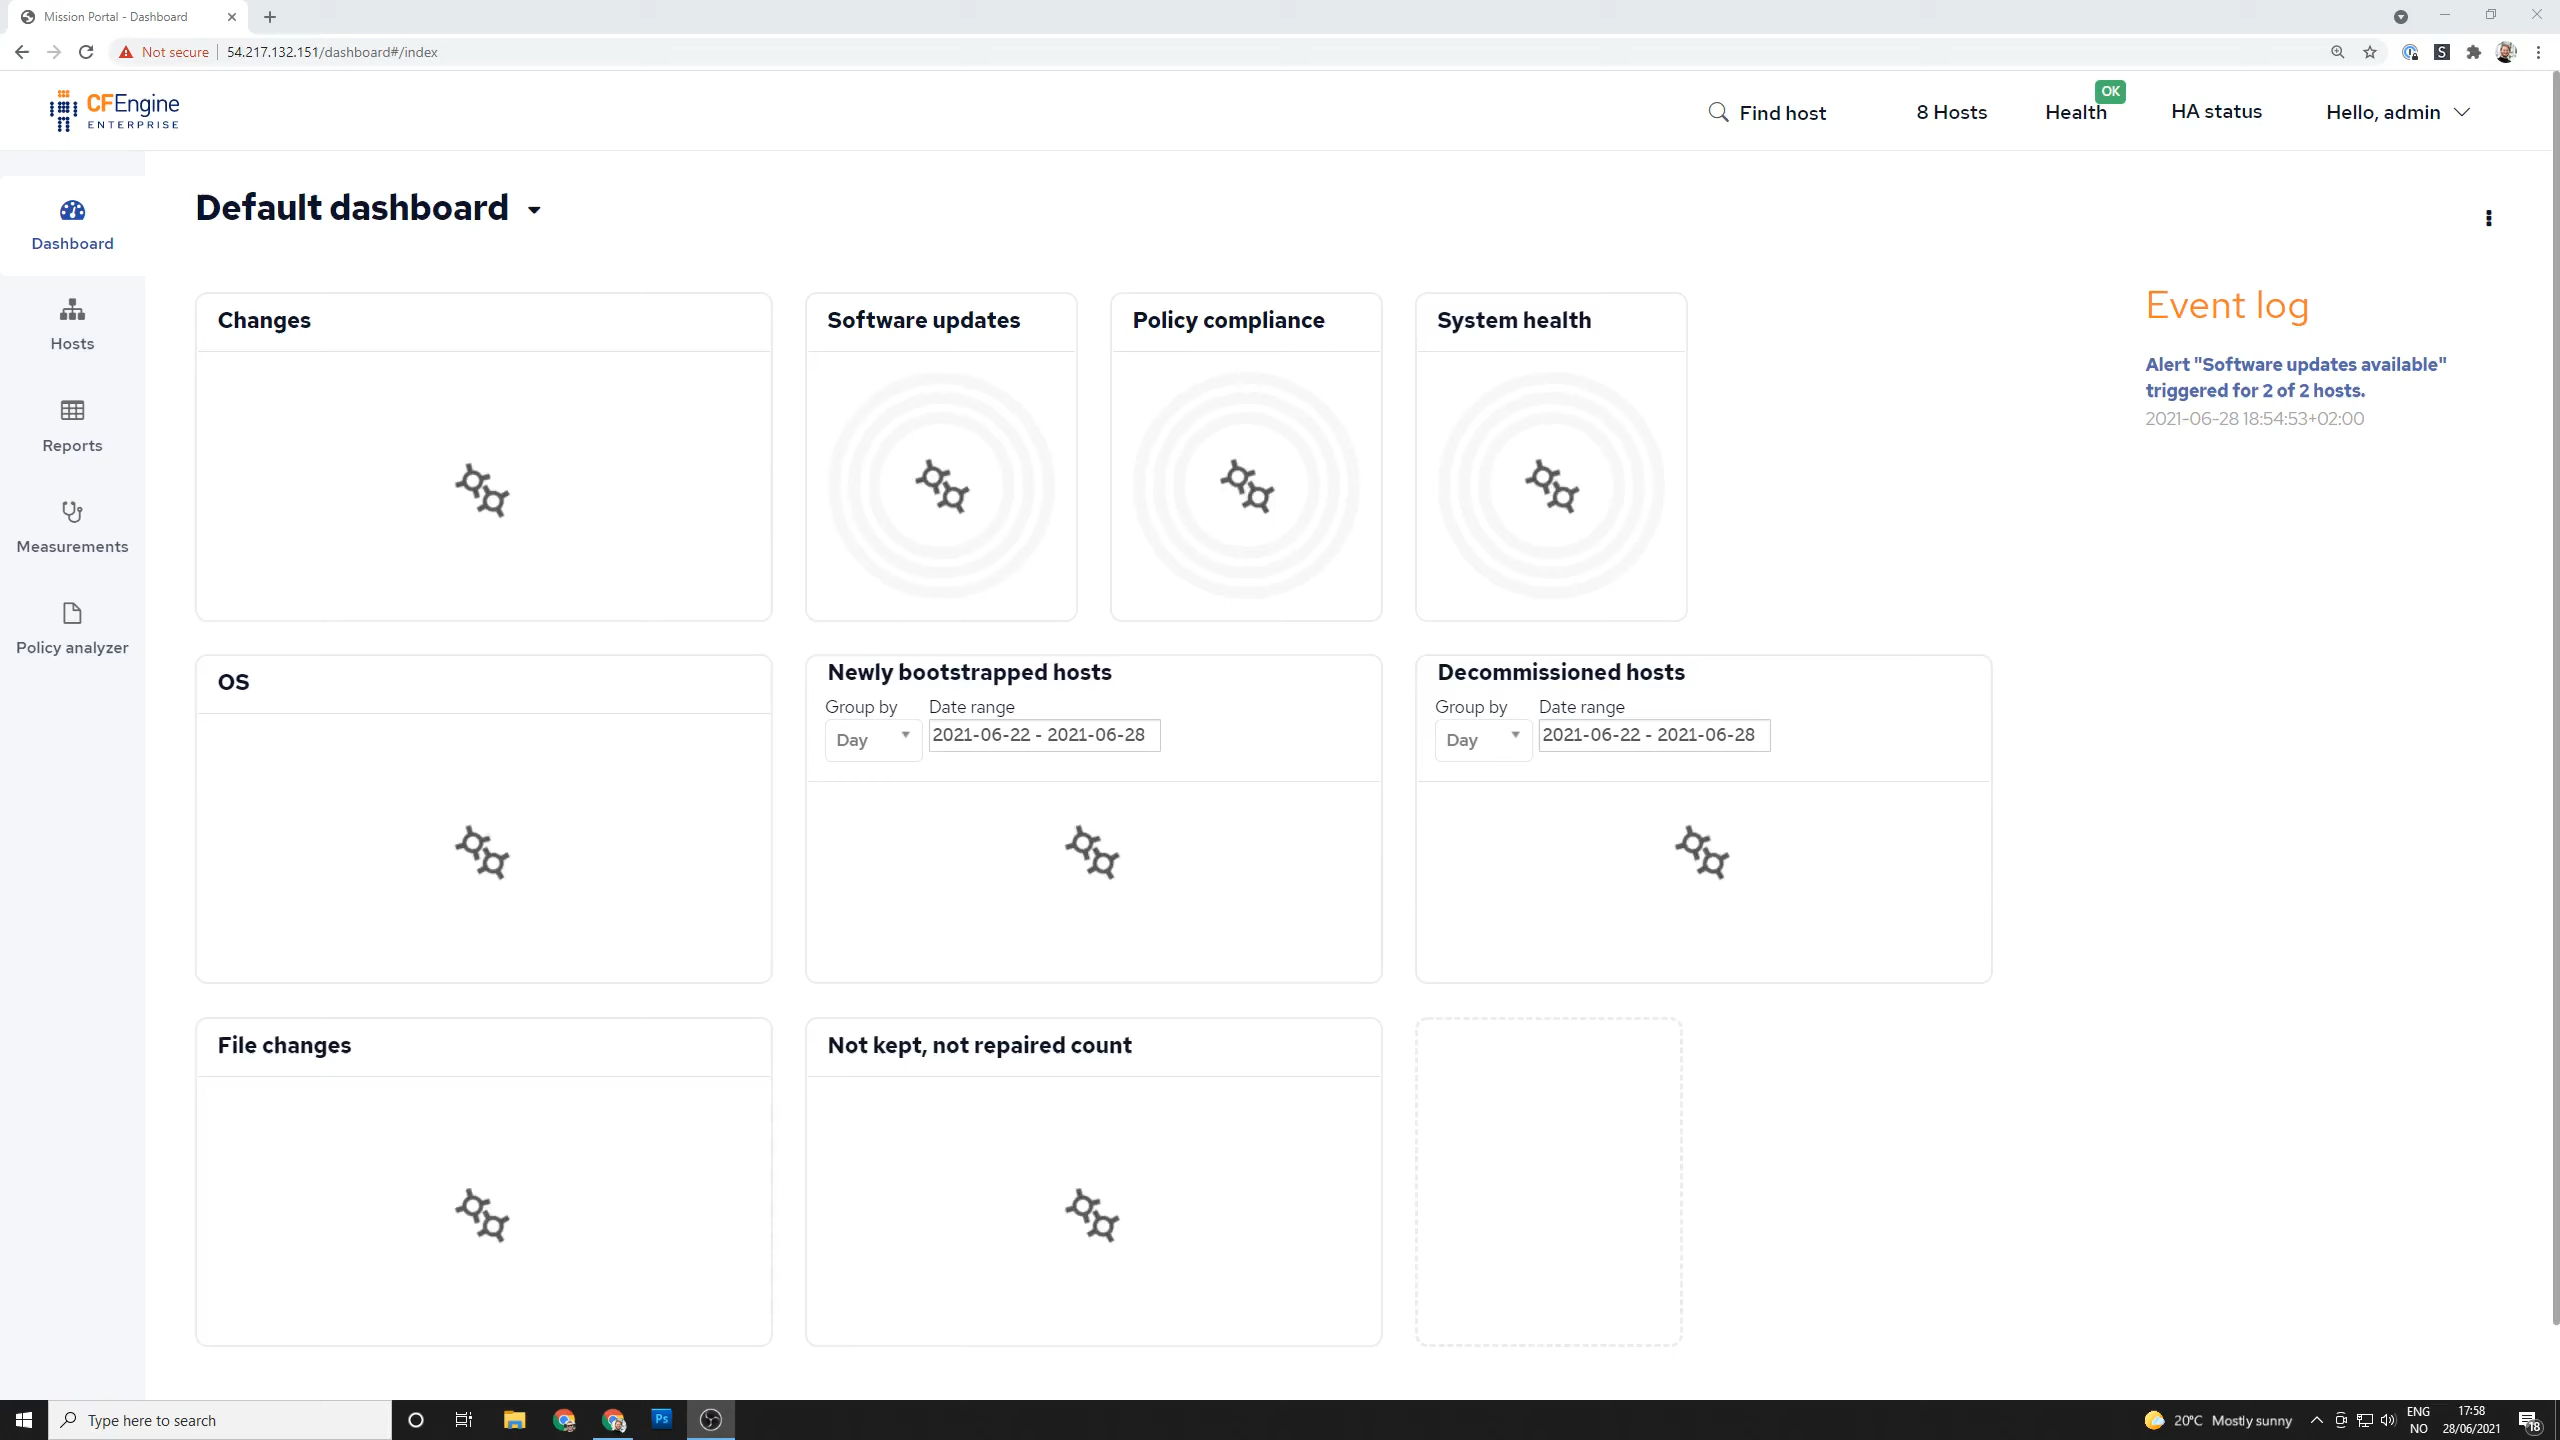 Mission Portal - Dashboard
Not secure
54.217.132.151/dashboard#/index
S
CFEngine
ENTERPRISE
Find host
8 Hosts
Health
OK
HA status
Hello, admin
Dashboard
Hosts
Reports
Measurements
Policy analyzer
Default dashboard
Changes
Software updates
Policy compliance
System health
Event log
Alert "Software updates available"
triggered for 2 of 2 hosts.
2021-06-28 18:54:53+02:00
OS
Newly bootstrapped hosts
Group by
Date range
Day
2021-06-22 - 2021-06-28
Decommissioned hosts
Group by
Date range
Day
2021-06-22 - 2021-06-28
File changes
Not kept, not repaired count
Type here to search
Ps
20°C Mostly sunny
ENG
NO
17:58
28/06/2021
18